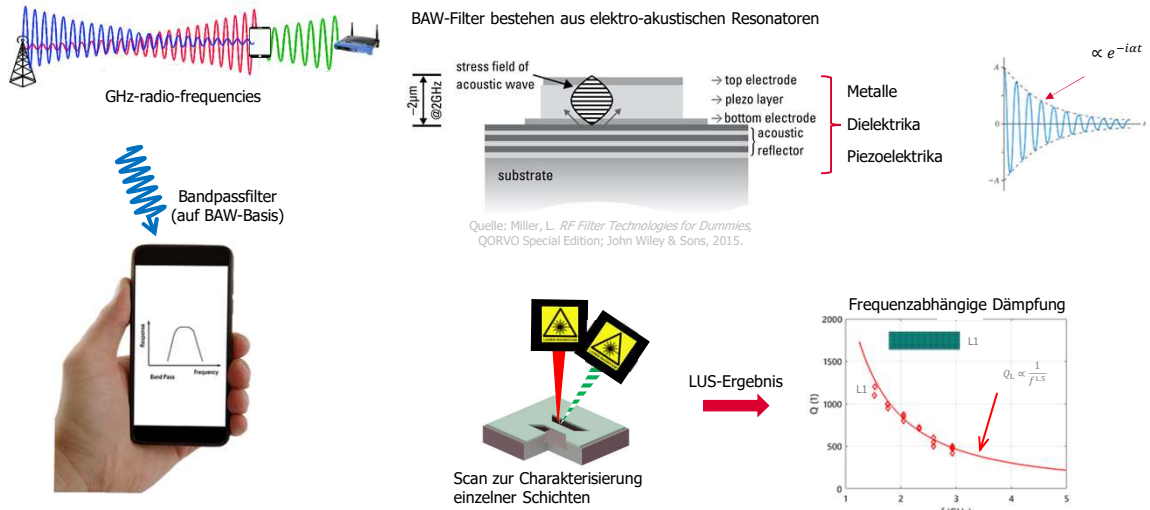 BAW-Filter bestehen aus elektro-akustischen Resonatoren
GHz-radio-frequencies
~2µm
@2GHz
stress field of
acoustic wave
top electrode
piezo layer
bottom electrode
acoustic
reflector
substrate
Metalle
Dielektrika
Piezoelektrika
∝ e^{-iαt}
A
0
-A
t
Quelle: Miller, L. RF Filter Technologies for Dummies,
QORVO Special Edition; John Wiley & Sons, 2015.
Bandpassfilter
(auf BAW-Basis)
Response
Band Pass
Frequency
Scan zur Charakterisierung
einzelner Schichten
LUS-Ergebnis
Frequenzabhängige Dämpfung
Q (f)
2000
1500
1000
500
0
1
2
3
4
5
L1
L1
Q_L ∝ 1/f^{1.5}